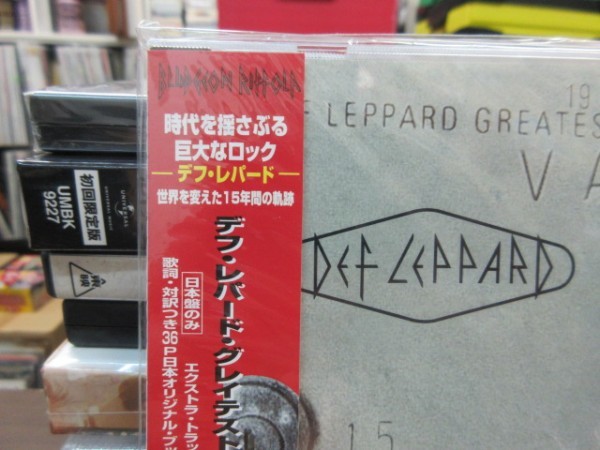 時代を揺さぶる
巨大なロック
デフ・レパード
世界を変えた15年間の軌跡
デフ・レパード・グレイテスト
日本盤のみ
歌詞・対訳つき36P日本オリジナル・ブッ
エクストラ・トラッ
19
F LEPPARD GREATES
V A
DEF LEPPARD
15
UMBK
9227
初回限定版
UNIVERSAL